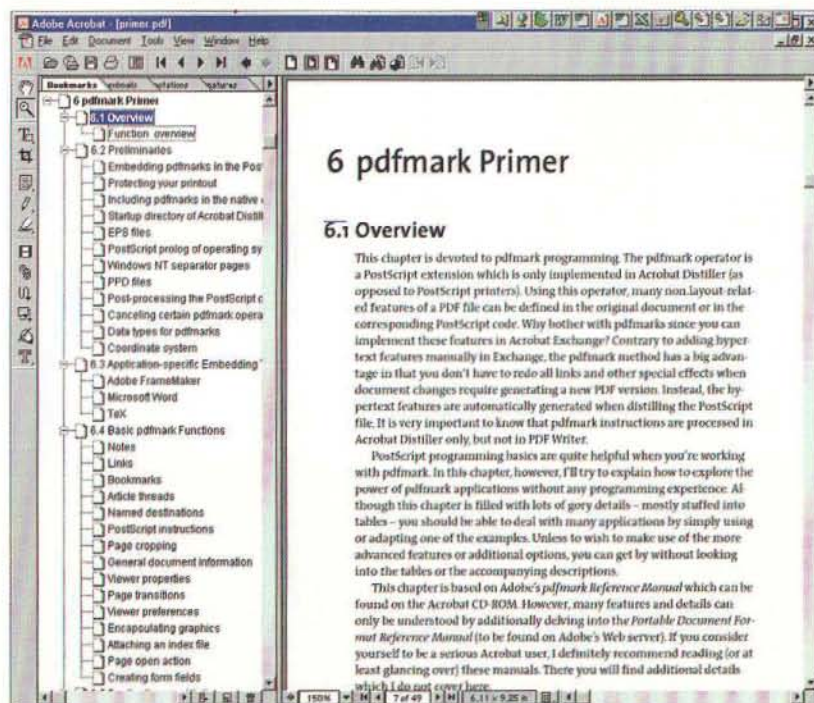 Adobe Acrobat - [primer.pdf]
File Edit Document Tools View Window Help
Bookmarks
6 pdfmark Primer
6.1 Overview
Function overview
6.2 Preliminaries
Embedding pdfmarks in the Pos
Protecting your printout
Including pdfmarks in the native
Startup directory of Acrobat Distill
EPS files
PostScript prolog of operating sy
Windows NT separator pages
PPD files
Post-processing the PostScript c
Canceling certain pdfmark opera
Data types for pdfmarks
Coordinate system
6.3 Application-specific Embedding
Adobe FrameMaker
Microsoft Word
TeX
6.4 Basic pdfmark Functions
Notes
Links
Bookmarks
Article threads
Named destinations
PostScript instructions
Page cropping
General document information
Viewer properties
Page transitions
Viewer preferences
Encapsulating graphics
Attaching an index file
Page open action
Creating form fields
6 pdfmark Primer
6.1 Overview
This chapter is devoted to pdfmark programming. The pdfmark operator is
a PostScript extension which is only implemented in Acrobat Distiller (as
opposed to PostScript printers). Using this operator, many non layout-relat-
ed features of a PDF file can be defined in the original document or in the
corresponding PostScript code. Why bother with pdfmarks since you can
implement these features in Acrobat Exchange? Contrary to adding hyper-
text features manually in Exchange, the pdfmark method has a big advan-
tage in that you don't have to redo all links and other special effects when
document changes require generating a new PDF version. Instead, the hy-
pertext features are automatically generated when distilling the PostScript
file. It is very important to know that pdfmark instructions are processed in
Acrobat Distiller only, but not in PDF Writer.
PostScript programming basics are quite helpful when you're working
with pdfmark. In this chapter, however, I'll try to explain how to explore the
power of pdfmark applications without any programming experience. Al-
though this chapter is filled with lots of gory details – mostly stuffed into
tables – you should be able to deal with many applications by simply using
or adapting one of the examples. Unless to wish to make use of the more
advanced features or additional options, you can get by without looking
into the tables or the accompanying descriptions.
This chapter is based on Adobe's pdfmark Reference Manual which can be
found on the Acrobat CD-ROM. However, many features and details can
only be understood by additionally delving into the Portable Document For-
mat Reference Manual (to be found on Adobe's Web server). If you consider
yourself to be a serious Acrobat user, I definitely recommend reading (or at
least glancing over) these manuals. There you will find additional details
which I do not cover here.
150% 7 of 49 6.11 x 9.25 in